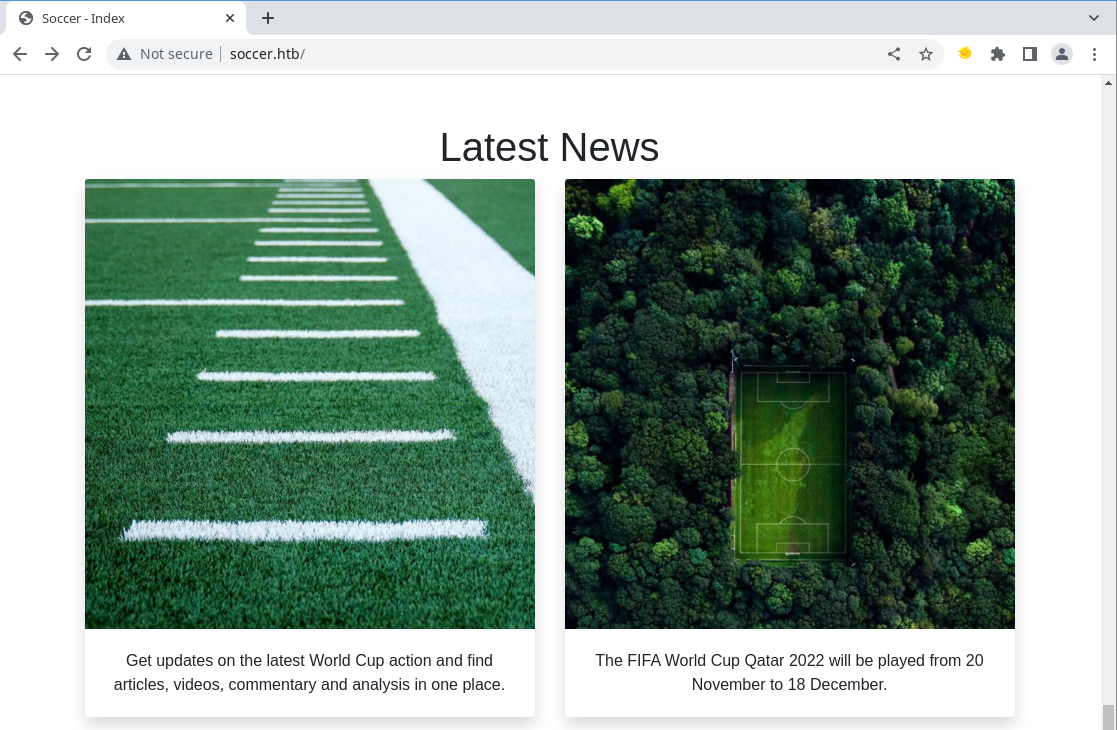 Soccer - Index
Not secure
soccer.htb/
Latest News
Get updates on the latest World Cup action and find
articles, videos, commentary and analysis in one place.
The FIFA World Cup Qatar 2022 will be played from 20
November to 18 December.